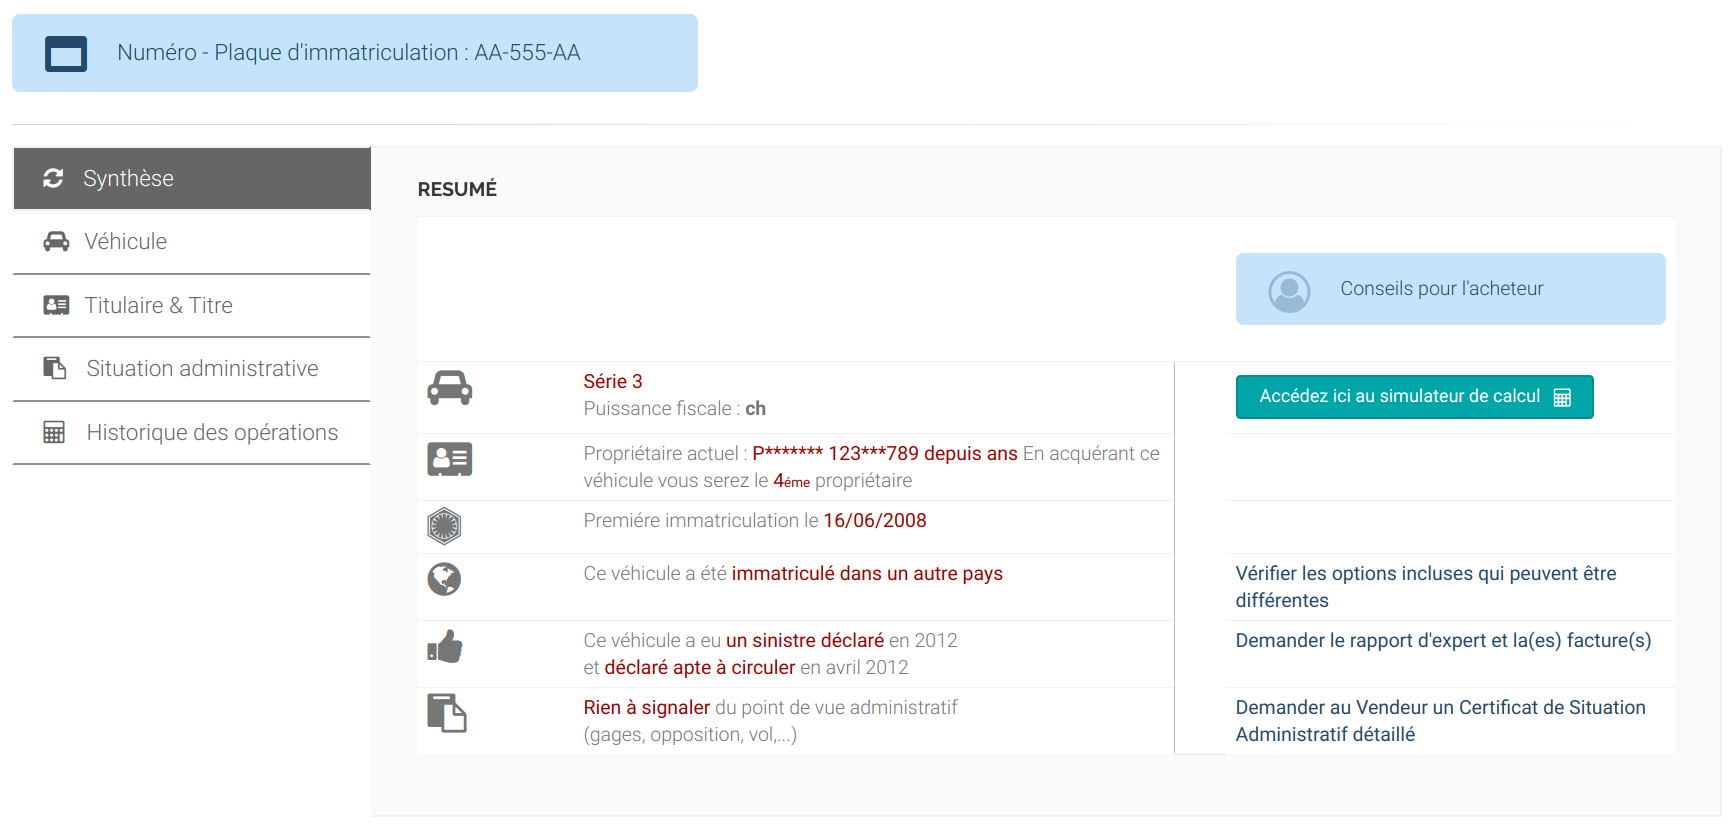 Numéro - Plaque d'immatriculation : AA-555-AA
Synthèse
Véhicule
Titulaire & Titre
Situation administrative
Historique des opérations
RESUMÉ
Conseils pour l'acheteur
Série 3
Puissance fiscale : ch
Accédez ici au simulateur de calcul
Propriétaire actuel : P******* 123***789 depuis ans En acquérant ce
véhicule vous serez le 4éme propriétaire
Premiére immatriculation le 16/06/2008
Ce véhicule a été immatriculé dans un autre pays
Vérifier les options incluses qui peuvent être
différentes
Ce véhicule a eu un sinistre déclaré en 2012
et déclaré apte à circuler en avril 2012
Demander le rapport d'expert et la(es) facture(s)
Rien à signaler du point de vue administratif
(gages, opposition, vol,...)
Demander au Vendeur un Certificat de Situation
Administratif détaillé